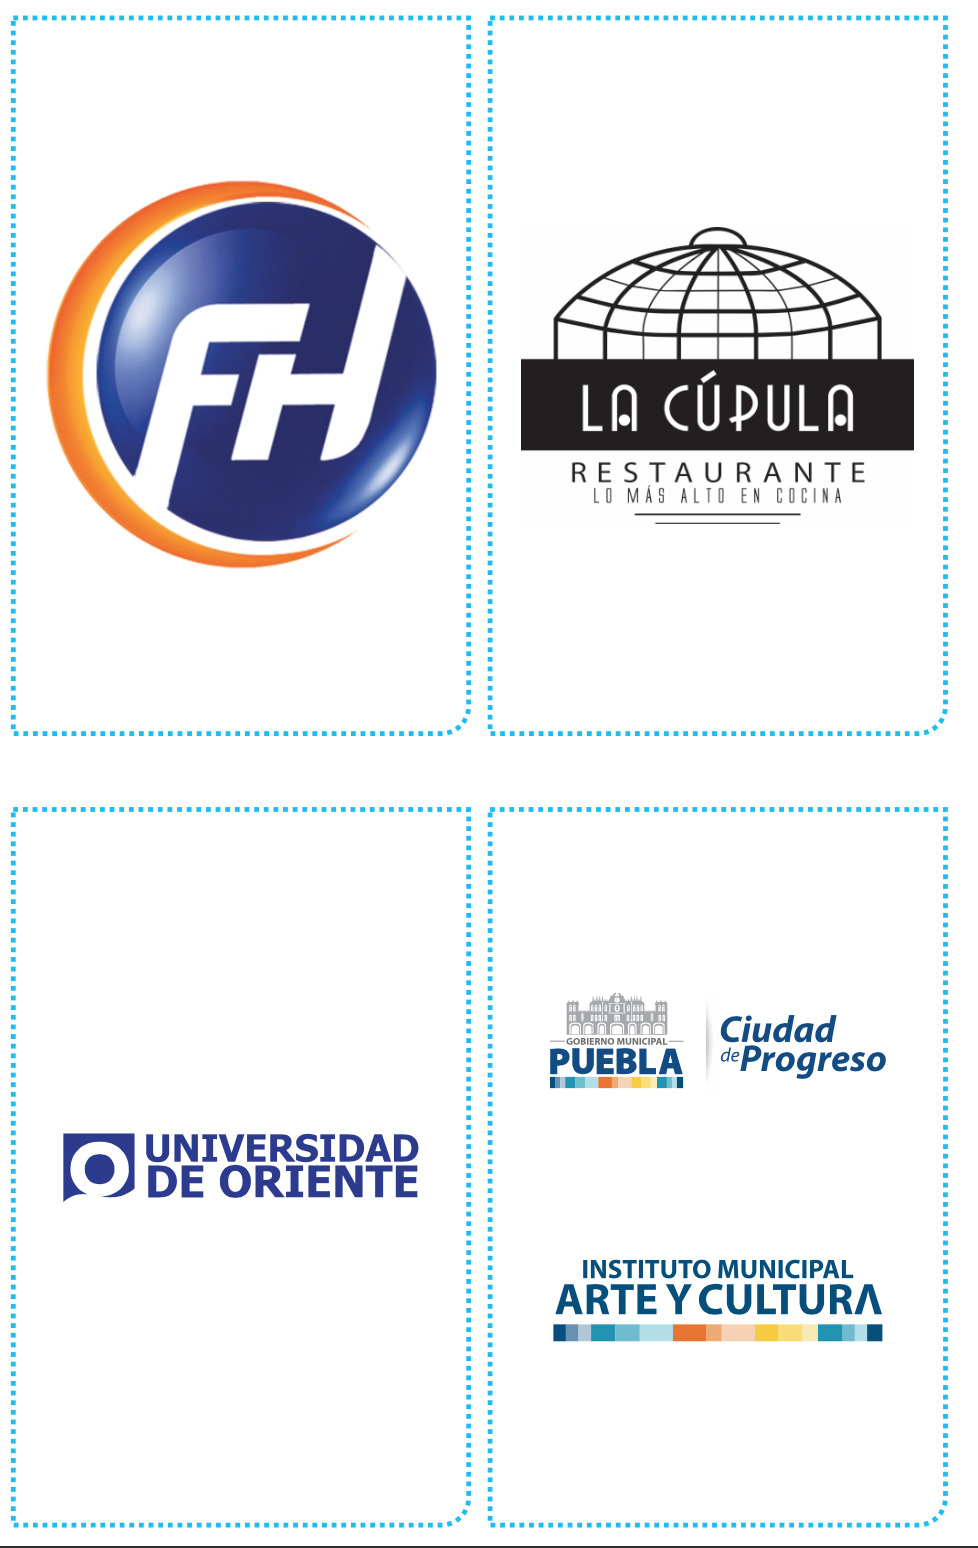 FH
LA CÚPULA
RESTAURANTE
LO MÁS ALTO EN COCINA
UNIVERSIDAD
DE ORIENTE
GOBIERNO MUNICIPAL
PUEBLA
Ciudad
de Progreso
INSTITUTO MUNICIPAL
ARTE Y CULTURA